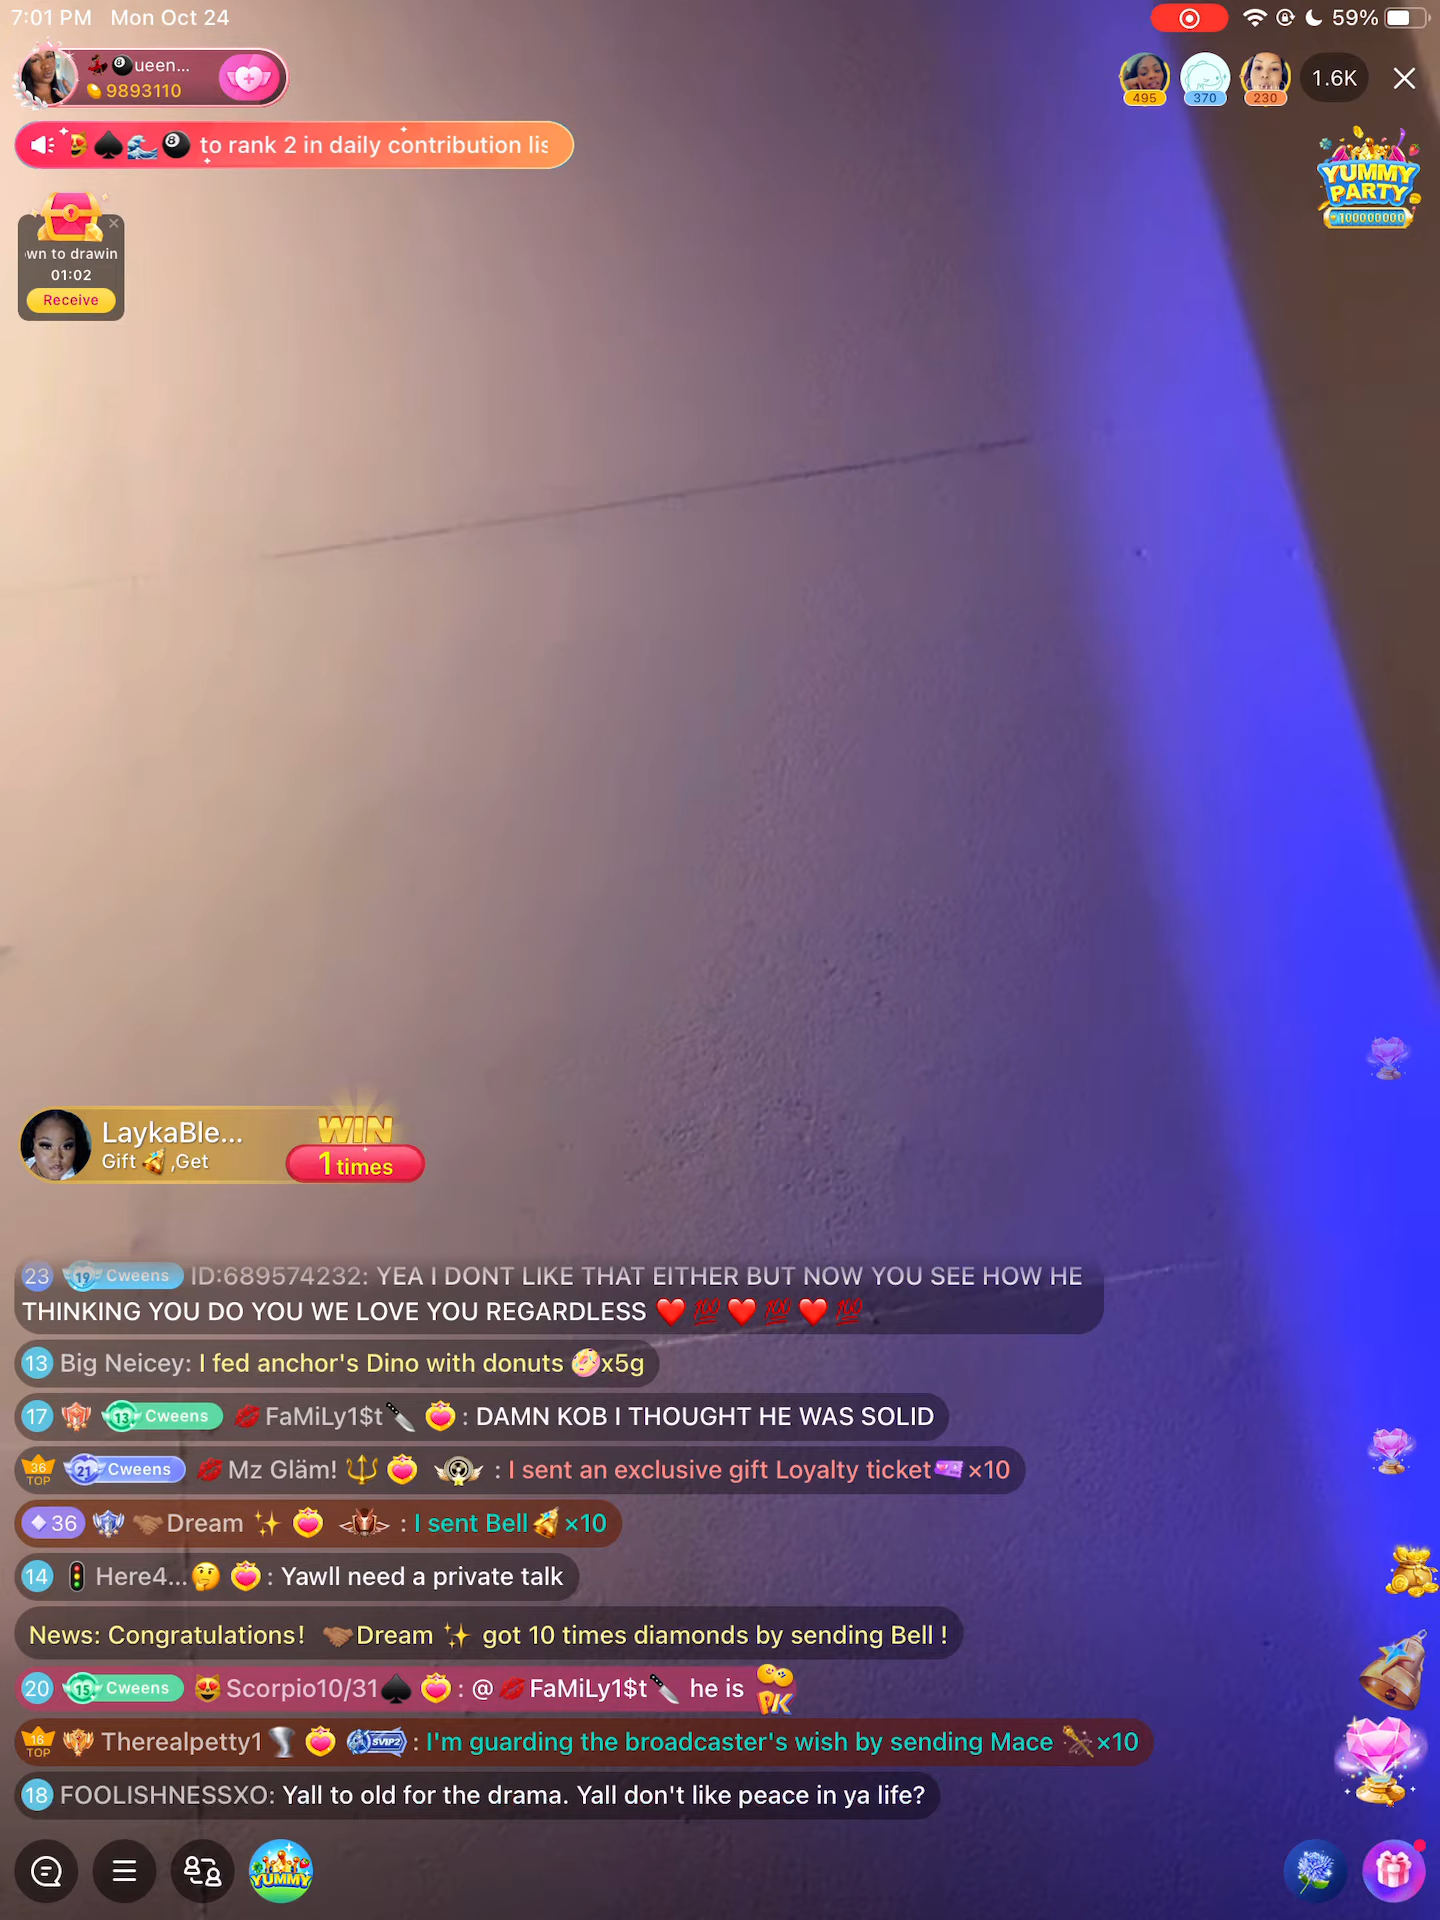 7:01 PM Mon Oct 24
59%
🎱ueen...
9893110
495
370
230
1.6K
to rank 2 in daily contribution lis
YUMMY
PARTY
100000000
wn to drawin
01:02
Receive
LaykaBle...
WIN
Gift ,Get
1 times
23 19 Cweens ID:689574232: YEA I DONT LIKE THAT EITHER BUT NOW YOU SEE HOW HE
THINKING YOU DO YOU WE LOVE YOU REGARDLESS ❤️ 💯 ❤️ 💯 ❤️ 💯
13 Big Neicey: I fed anchor's Dino with donuts 🍩x5g
17 13 Cweens 💋FaMiLy1$t🔪 : DAMN KOB I THOUGHT HE WAS SOLID
36 TOP 21 Cweens 💋Mz Gläm!🔱 : I sent an exclusive gift Loyalty ticket ×10
36 🤝🏾Dream ✨ : I sent Bell ×10
14 🚦Here4...🤔 : Yawll need a private talk
News: Congratulations! 🤝🏾Dream ✨ got 10 times diamonds by sending Bell !
20 15 Cweens 😻Scorpio10/31♠️ : @💋FaMiLy1$t🔪 he is PK
16 TOP Therealpetty1 SVIP2 : I'm guarding the broadcaster's wish by sending Mace ×10
18 FOOLISHNESSXO: Yall to old for the drama. Yall don't like peace in ya life?
YUMMY